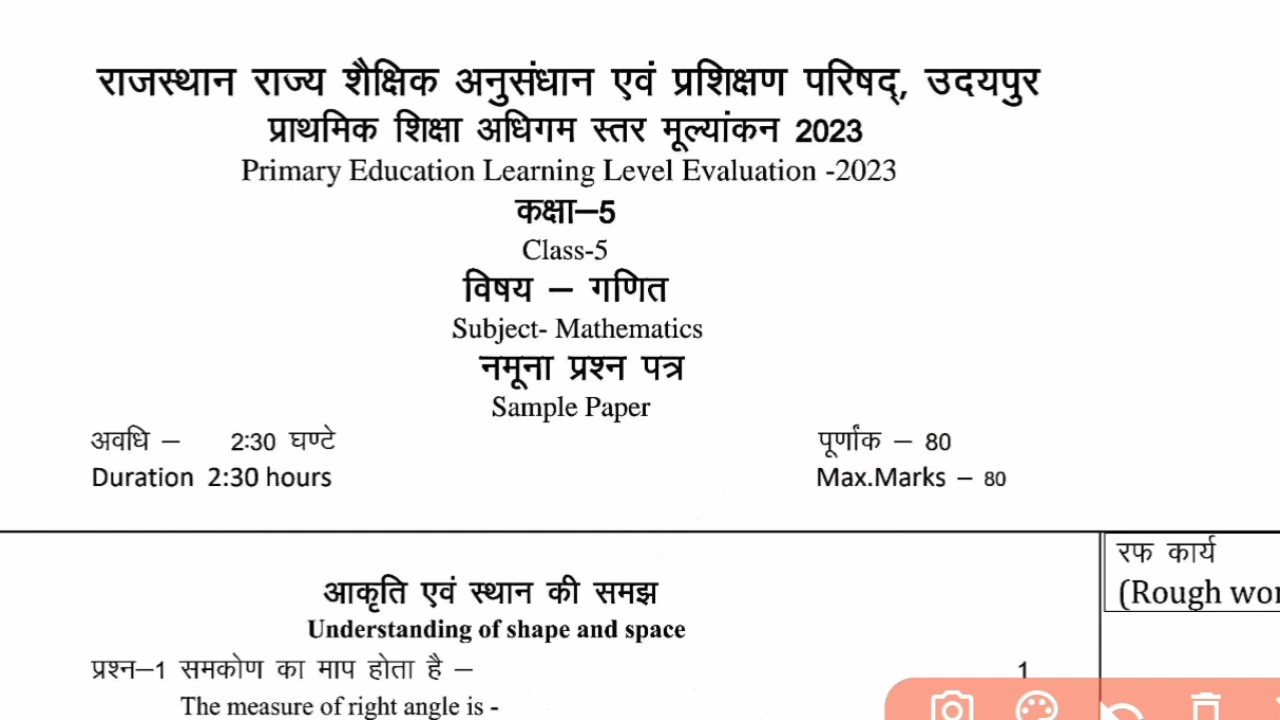 राजस्थान राज्य शैक्षिक अनुसंधान एवं प्रशिक्षण परिषद्, उदयपुर
प्राथमिक शिक्षा अधिगम स्तर मूल्यांकन 2023
Primary Education Learning Level Evaluation -2023
कक्षा–5
Class-5
विषय – गणित
Subject- Mathematics
नमूना प्रश्न पत्र
Sample Paper
अवधि – 2:30 घण्टे पूर्णांक – 80
Duration 2:30 hours Max.Marks – 80
रफ कार्य
आकृति एवं स्थान की समझ (Rough
Understanding of shape and space
प्रश्न–1 समकोण का माप होता है – 1
The measure of right angle is -